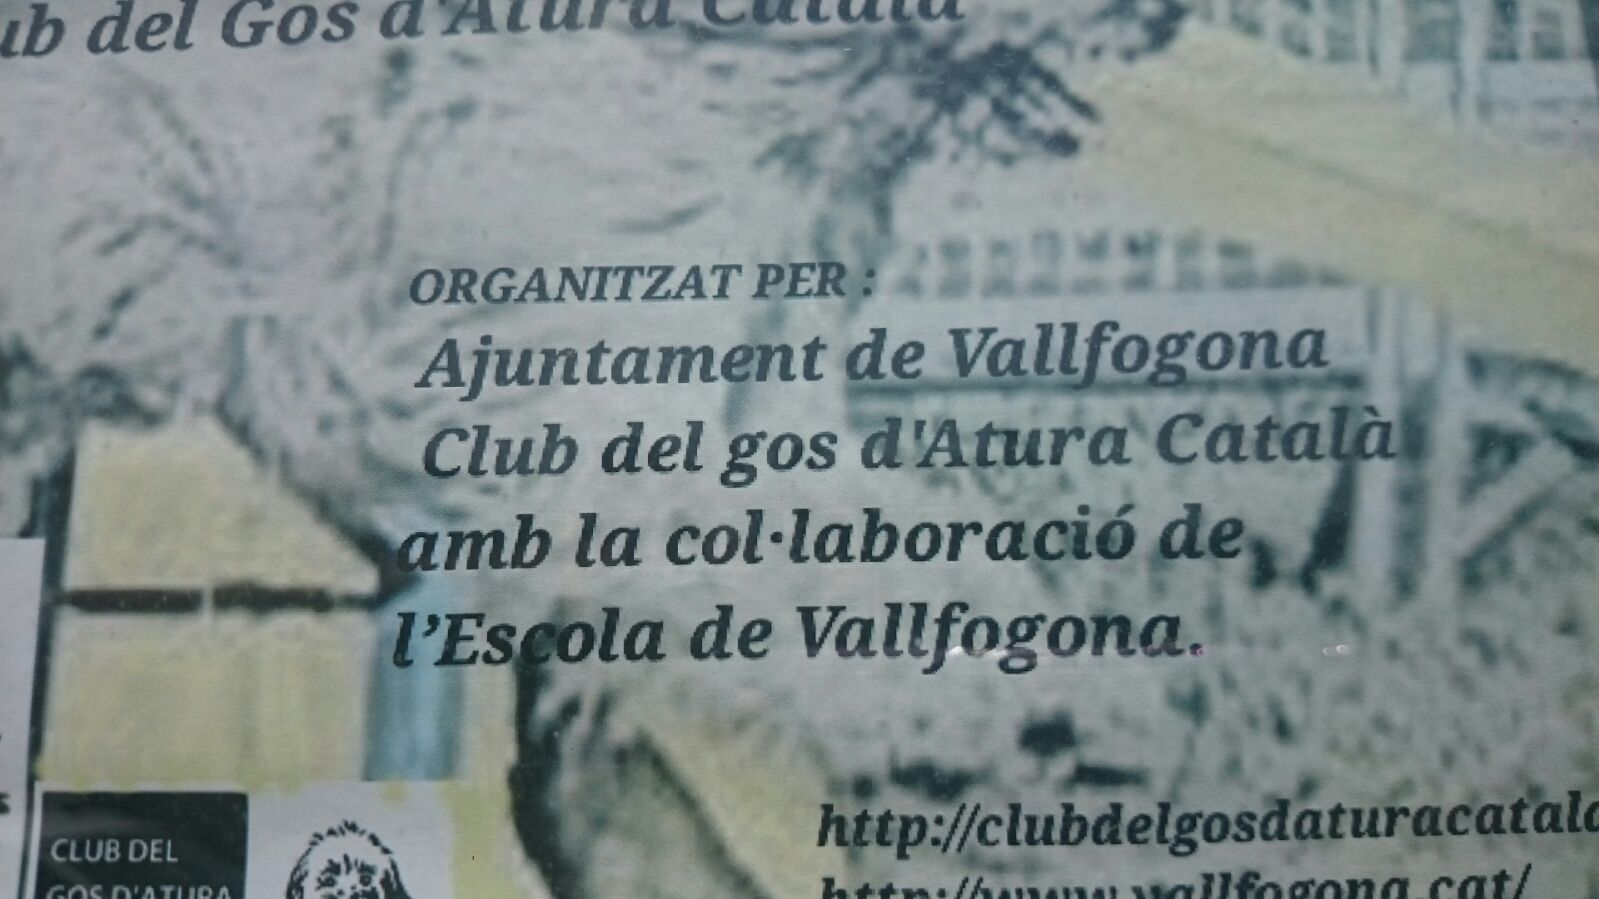 del Gos d'Atura Català
ORGANITZAT PER :
Ajuntament de Vallfogona
Club del gos d'Atura Català
amb la col·laboració de
l’Escola de Vallfogona.
http://clubdelgosdaturacatala
http://www.vallfogona.cat/
CLUB DEL
GOS D'ATURA